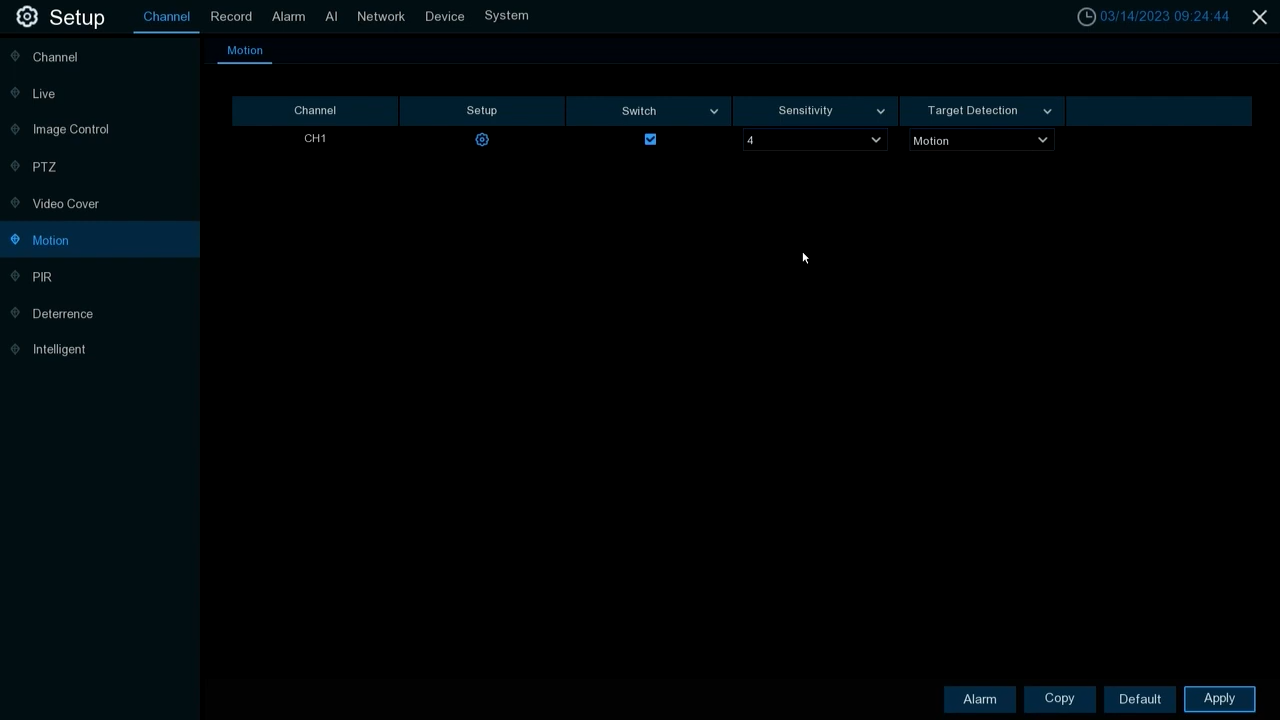 Setup Channel Record Alarm AI Network Device System 03/14/2023 09:24:44
Channel
Live
Image Control
PTZ
Video Cover
Motion
PIR
Deterrence
Intelligent
Motion
Channel Setup Switch Sensitivity Target Detection
CH1 4 Motion
Alarm Copy Default Apply